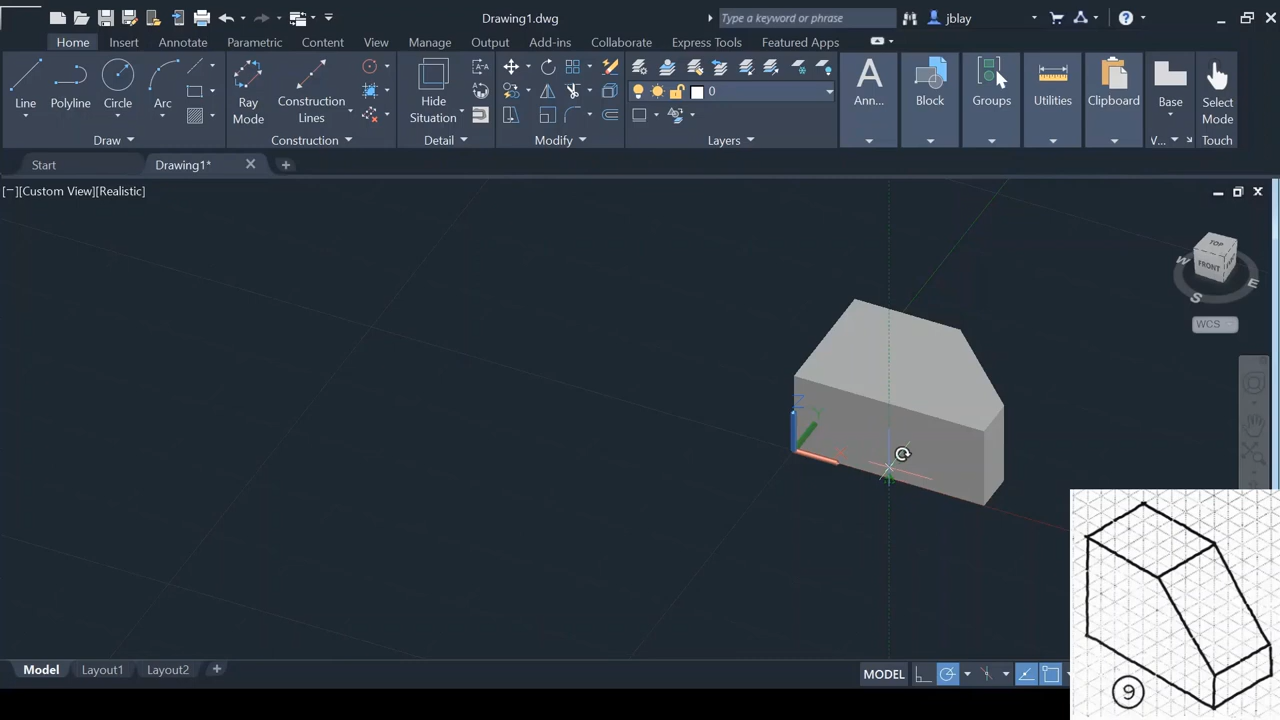 Drawing1.dwg
Type a keyword or phrase
jblay
Home Insert Annotate Parametric Content View Manage Output Add-ins Collaborate Express Tools Featured Apps
0
Line Polyline Circle Arc
Ray Mode
Construction Lines
Hide Situation
Ann...
Block
Groups
Utilities
Clipboard
Base
Select Mode
Draw Construction Detail Modify Layers V... Touch
Start Drawing1* +
[−][Custom View][Realistic]
TOP
FRONT
W
S
E
WCS
Z
Y
X
9
Model Layout1 Layout2 +
MODEL